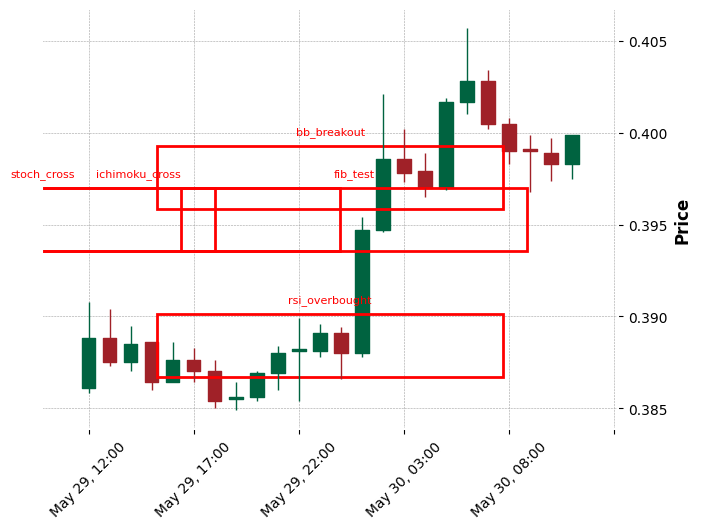 0.405
bb_breakout
0.400
stoch_cross
ichimoku_cross
fib_test
0.395
Price
rsi_overbought
0.390
0.385
May 29, 12:00
May 29, 17:00
May 29, 22:00
May 30, 03:00
May 30, 08:00